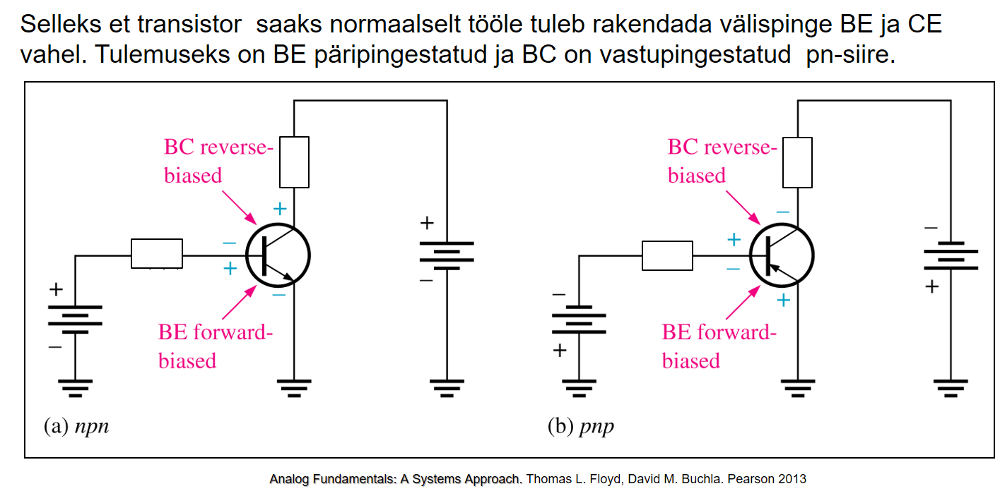 Selleks et transistor saaks normaalselt tööle tuleb rakendada välispinge BE ja CE
vahel. Tulemuseks on BE päripingestatud ja BC on vastupingestatud pn-siire.
BC reverse-
biased
+
−
+
−
+
−
+
−
BE forward-
biased
(a) npn
BC reverse-
biased
−
+
−
+
−
+
−
+
BE forward-
biased
(b) pnp
Analog Fundamentals: A Systems Approach. Thomas L. Floyd, David M. Buchla. Pearson 2013